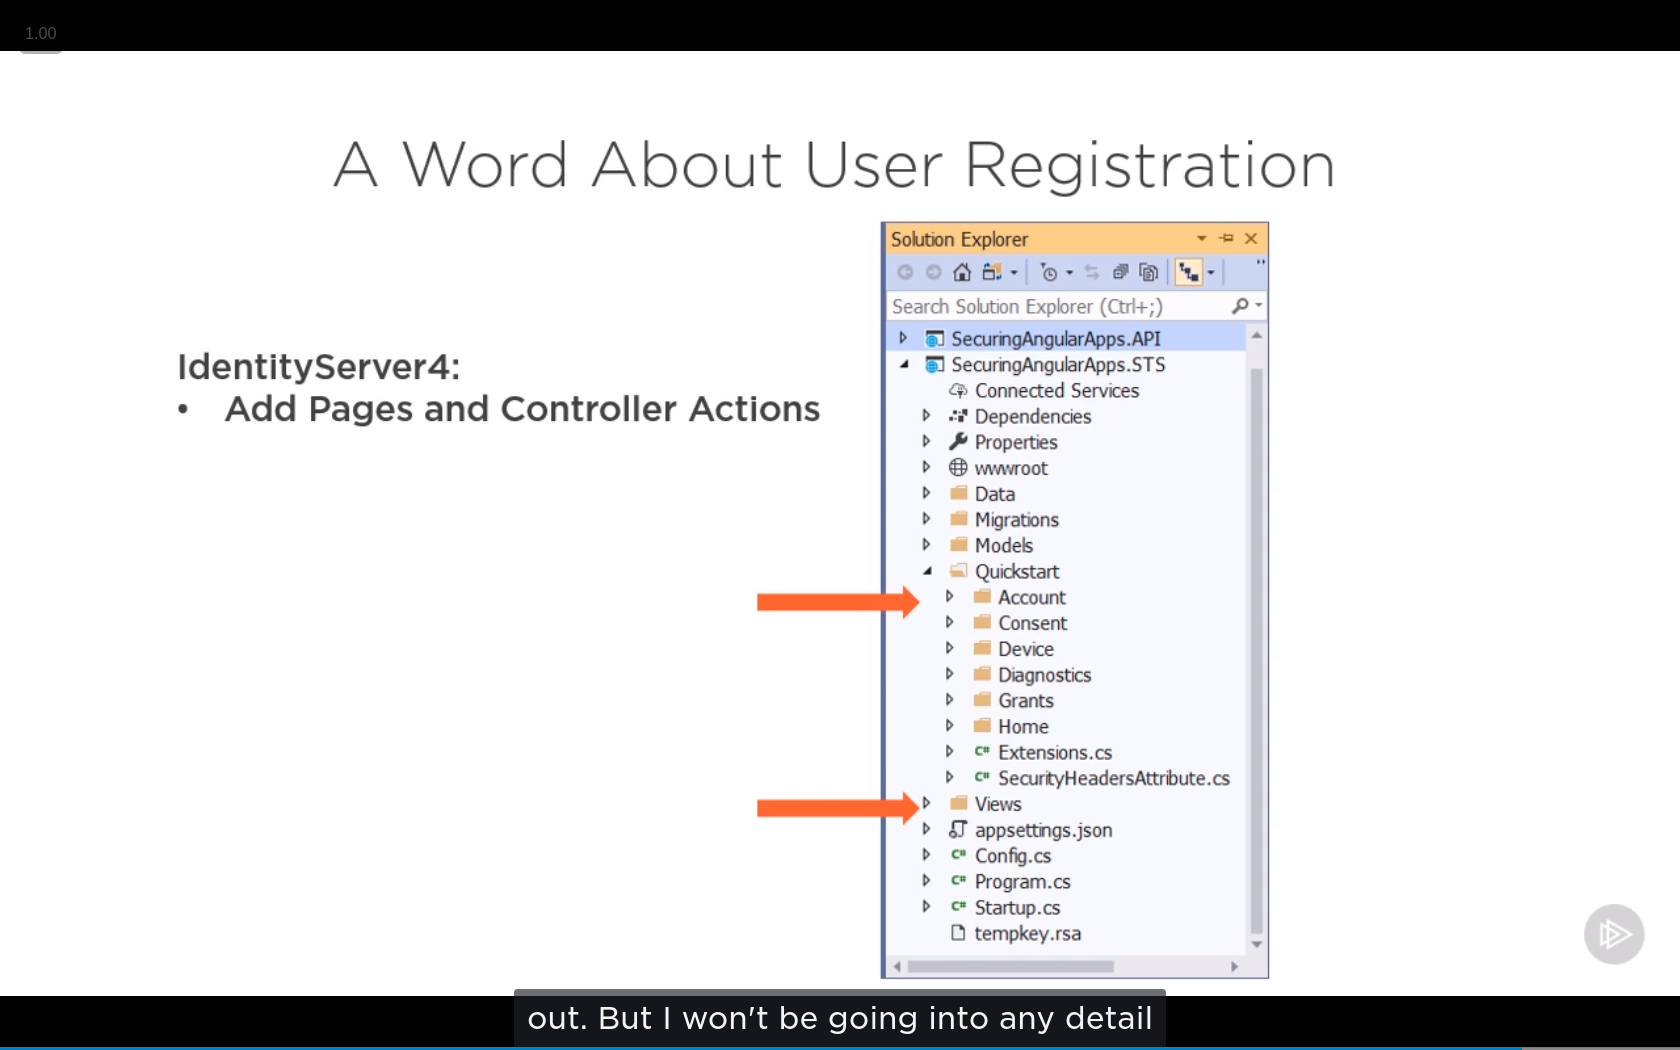 1.00
A Word About User Registration
IdentityServer4:
• Add Pages and Controller Actions
Solution Explorer
Search Solution Explorer (Ctrl+;)
SecuringAngularApps.API
SecuringAngularApps.STS
Connected Services
Dependencies
Properties
wwwroot
Data
Migrations
Models
Quickstart
Account
Consent
Device
Diagnostics
Grants
Home
C# Extensions.cs
C# SecurityHeadersAttribute.cs
Views
appsettings.json
C# Config.cs
C# Program.cs
C# Startup.cs
tempkey.rsa
out. But I won't be going into any detail